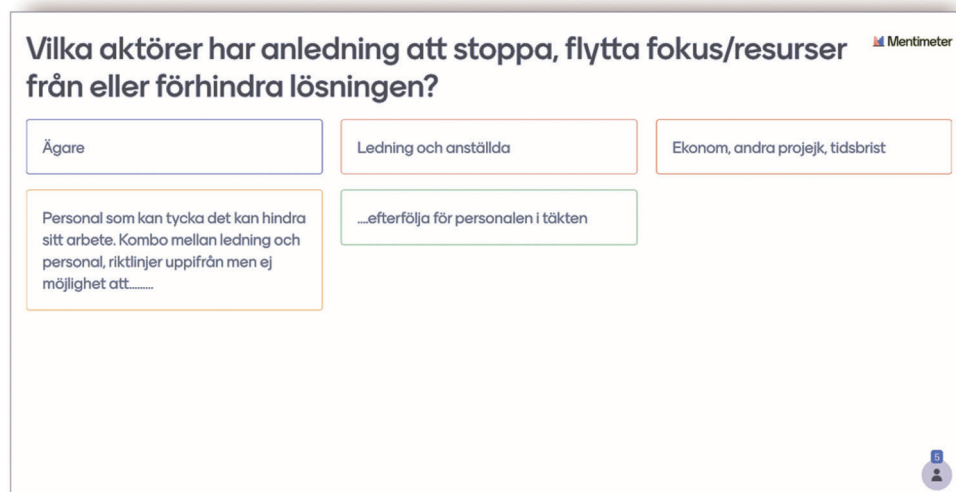 Vilka aktörer har anledning att stoppa, flytta fokus/resurser
från eller förhindra lösningen?
Mentimeter
Ägare
Ledning och anställda
Ekonom, andra projejk, tidsbrist
Personal som kan tycka det kan hindra
sitt arbete. Kombo mellan ledning och
personal, riktlinjer uppifrån men ej
möjlighet att.........
....efterfölja för personalen i täkten
5